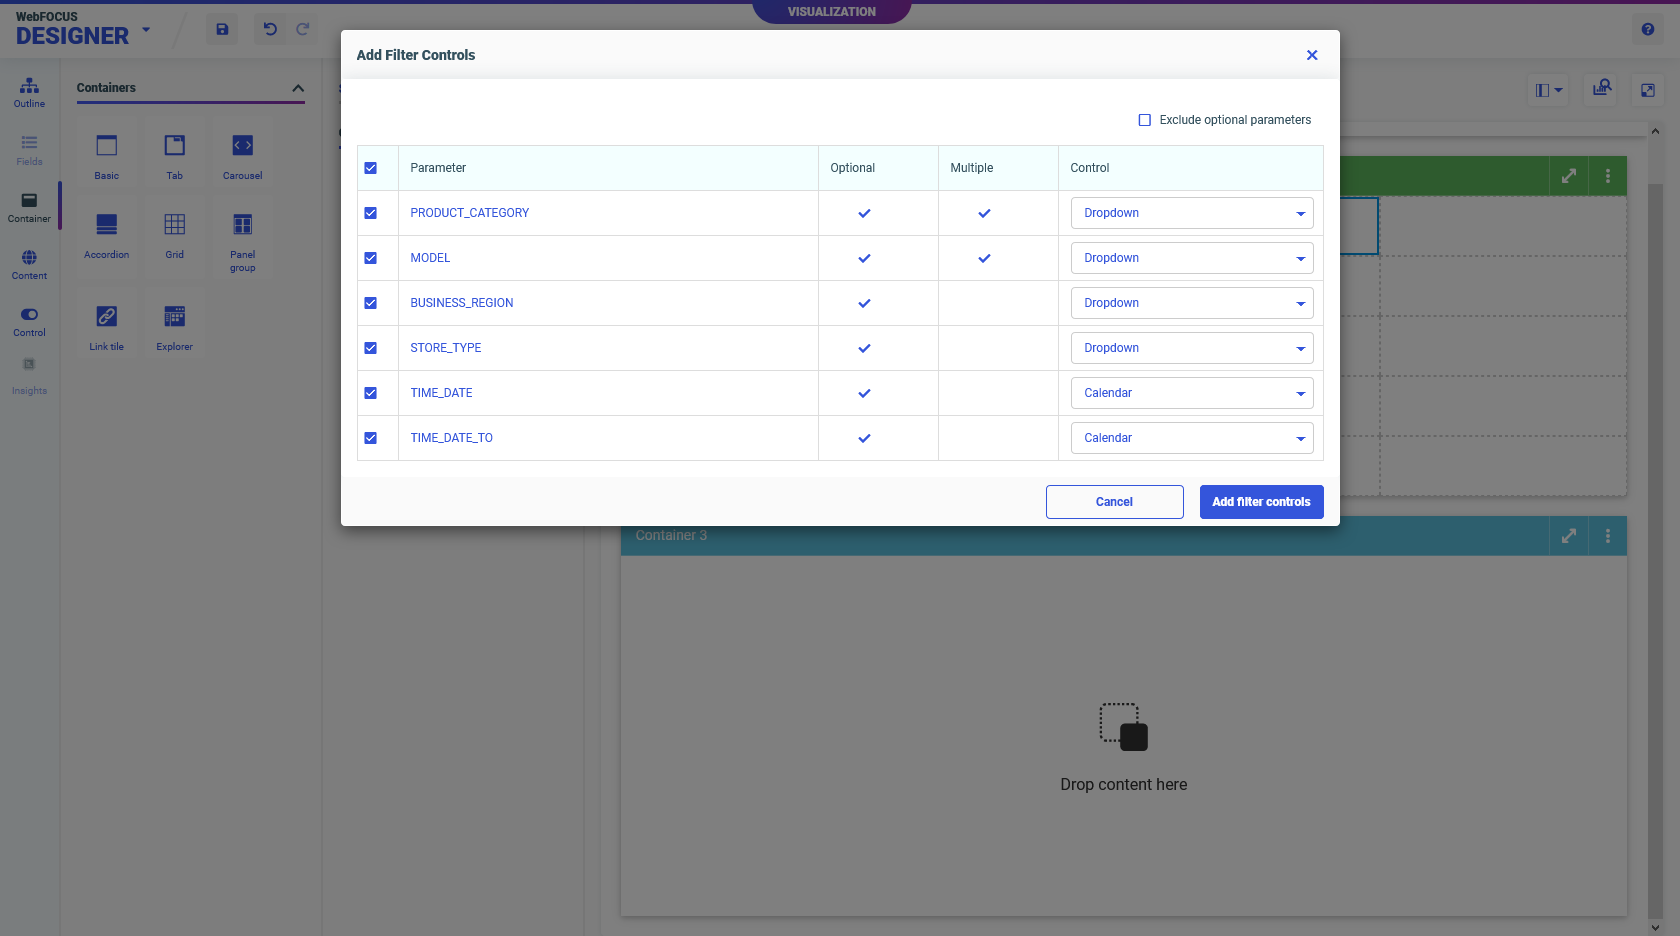 WebFOCUS
DESIGNER
VISUALIZATION
Add Filter Controls
Outline
Fields
Container
Content
Control
Insights
Containers
Basic
Tab
Carousel
Accordion
Grid
Panel
group
Link tile
Explorer
Exclude optional parameters
Parameter Optional Multiple Control
PRODUCT_CATEGORY Dropdown
MODEL Dropdown
BUSINESS_REGION Dropdown
STORE_TYPE Dropdown
TIME_DATE Calendar
TIME_DATE_TO Calendar
Cancel
Add filter controls
Container 3
Drop content here